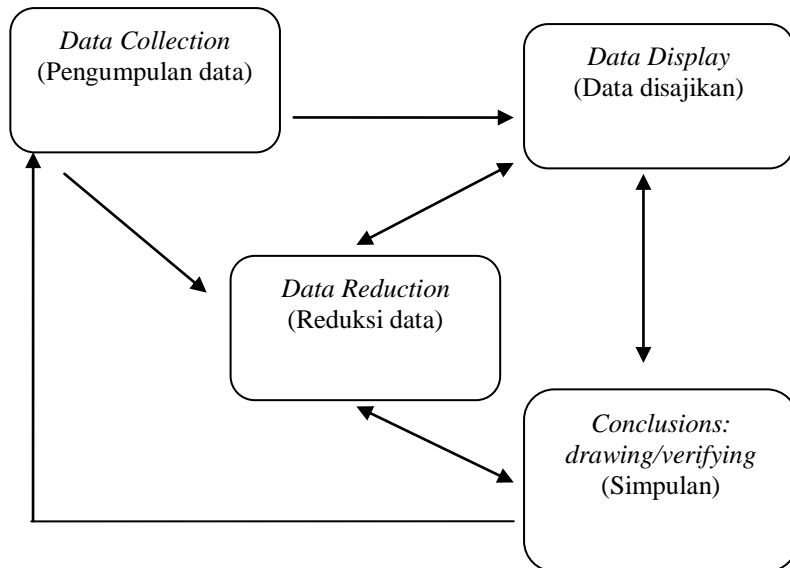 Data Collection
(Pengumpulan data)
Data Display
(Data disajikan)
Data Reduction
(Reduksi data)
Conclusions:
drawing/verifying
(Simpulan)